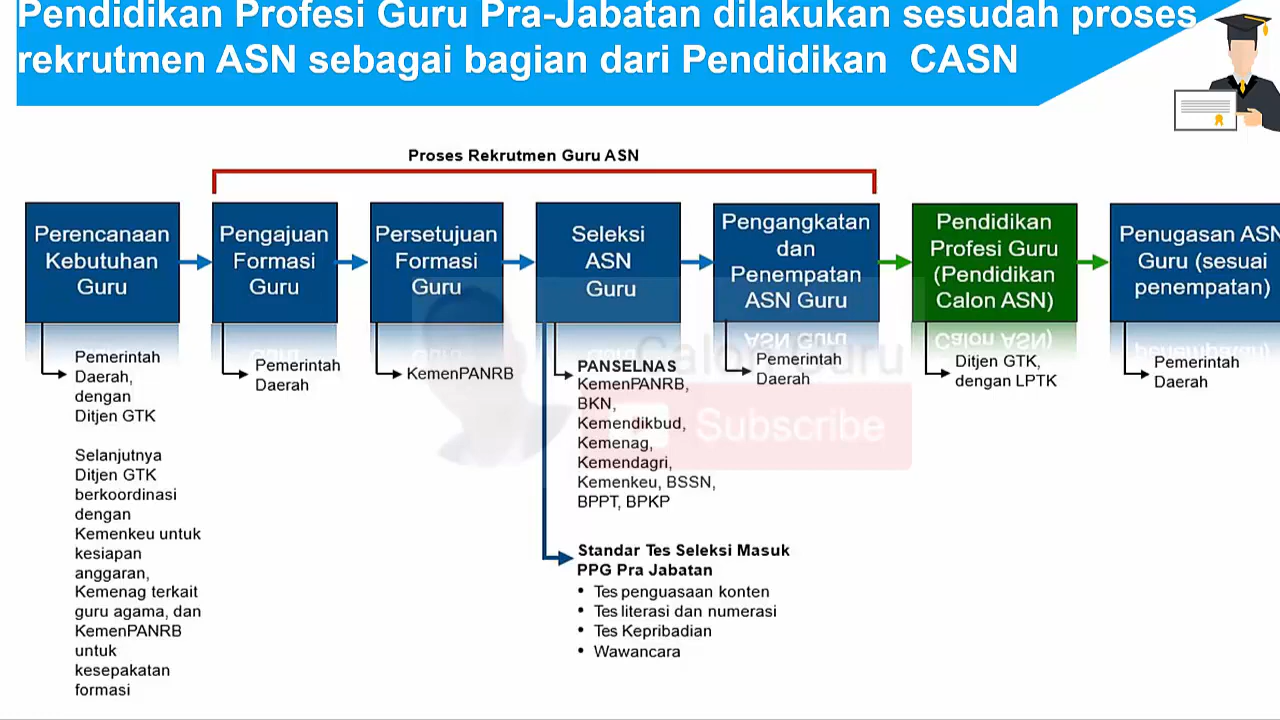 Pendidikan Profesi Guru Pra-Jabatan dilakukan sesudah proses
rekrutmen ASN sebagai bagian dari Pendidikan CASN
Proses Rekrutmen Guru ASN
Perencanaan
Kebutuhan
Guru
Pengajuan
Formasi
Guru
Persetujuan
Formasi
Guru
Seleksi
ASN
Guru
Pengangkatan
dan
Penempatan
ASN Guru
Pendidikan
Profesi Guru
(Pendidikan
Calon ASN)
Penugasan ASN
Guru (sesuai
penempatan)
Pemerintah
Daerah,
dengan
Ditjen GTK
Selanjutnya
Ditjen GTK
berkoordinasi
dengan
Kemenkeu untuk
kesiapan
anggaran,
Kemenag terkait
guru agama, dan
KemenPANRB
untuk
kesepakatan
formasi
Pemerintah
Daerah
KemenPANRB
PANSELNAS
KemenPANRB,
BKN,
Kemendikbud,
Kemenag,
Kemendagri,
Kemenkeu, BSSN,
BPPT, BPKP
Standar Tes Seleksi Masuk
PPG Pra Jabatan
• Tes penguasaan konten
• Tes literasi dan numerasi
• Tes Kepribadian
• Wawancara
Pemerintah
Daerah
Ditjen GTK,
dengan LPTK
Pemerintah
Daerah
Calon Guru
Subscribe